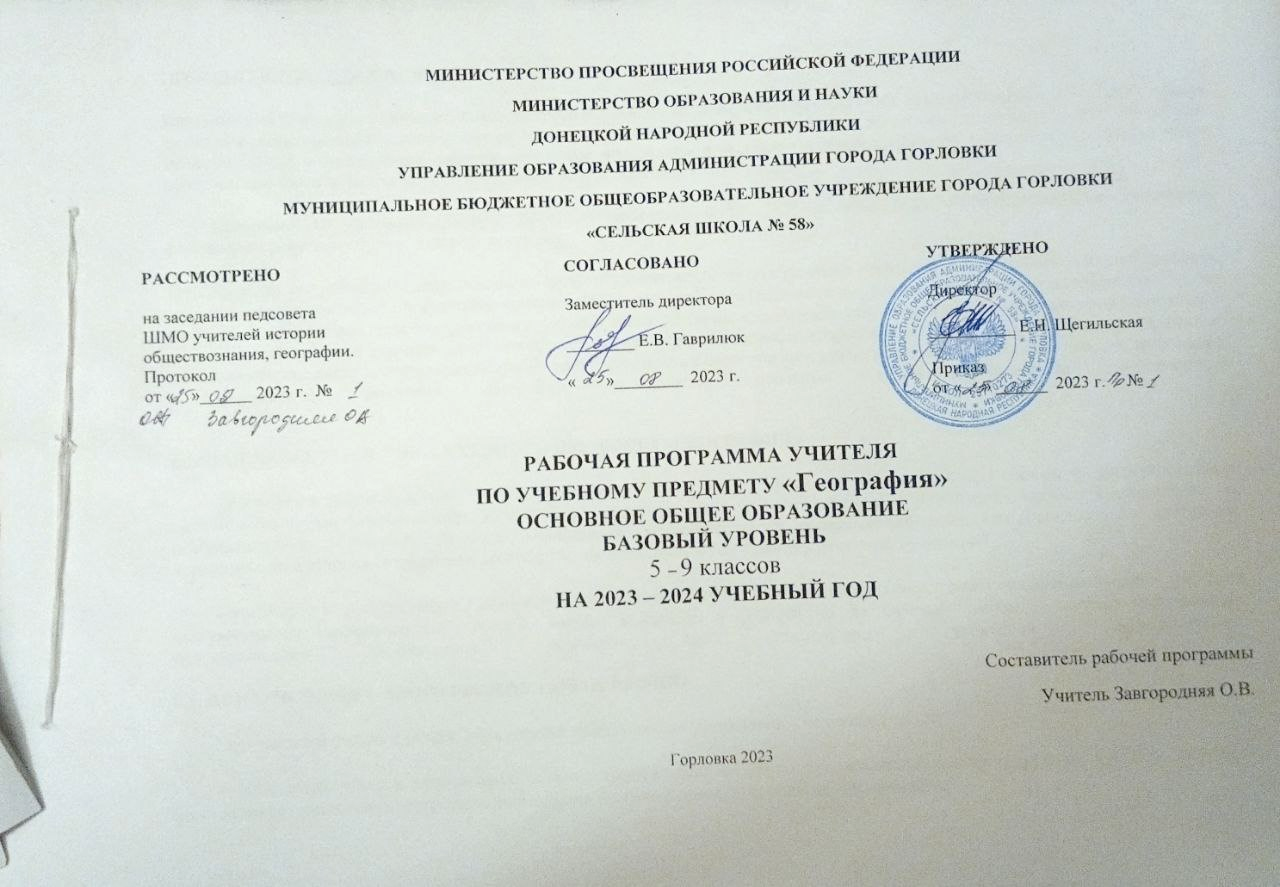 МИНИСТЕРСТВО ПРОСВЕЩЕНИЯ РОССИЙСКОЙ ФЕДЕРАЦИИ
МИНИСТЕРСТВО ОБРАЗОВАНИЯ И НАУКИ
ДОНЕЦКОЙ НАРОДНОЙ РЕСПУБЛИКИ
УПРАВЛЕНИЕ ОБРАЗОВАНИЯ АДМИНИСТРАЦИИ ГОРОДА ГОРЛОВКИ
МУНИЦИПАЛЬНОЕ БЮДЖЕТНОЕ ОБЩЕОБРАЗОВАТЕЛЬНОЕ УЧРЕЖДЕНИЕ ГОРОДА ГОРЛОВКИ
«СЕЛЬСКАЯ ШКОЛА № 58»
РАССМОТРЕНО
на заседании педсовета
ШМО учителей истории
обществознания, географии.
Протокол
от «25» 08 2023 г. № 1
СОГЛАСОВАНО
Заместитель директора
Е.В. Гаврилюк
« 25 » 08 2023 г.
УТВЕРЖДЕНО
Директор
Е.Н. Щегильская
Приказ
от «25» 08 2023 г. № 1
РАБОЧАЯ ПРОГРАММА УЧИТЕЛЯ
ПО УЧЕБНОМУ ПРЕДМЕТУ «География»
ОСНОВНОЕ ОБЩЕЕ ОБРАЗОВАНИЕ
БАЗОВЫЙ УРОВЕНЬ
5 – 9 классов
НА 2023 – 2024 УЧЕБНЫЙ ГОД
Составитель рабочей программы
Учитель Завгородняя О.В.
Горловка 2023